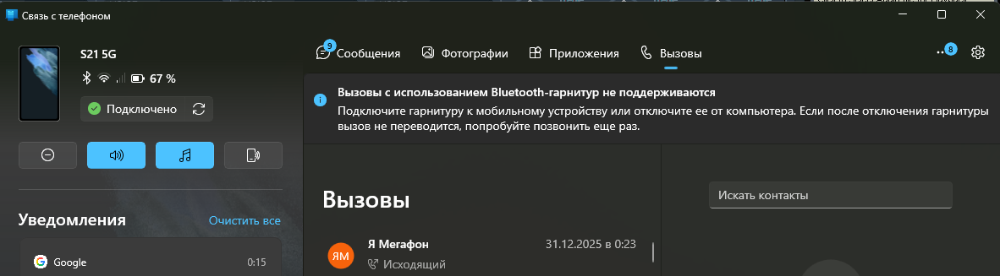 Связь с телефоном
S21 5G
67 %
Подключено
Уведомления
Очистить все
Google
0:15
9
Сообщения
Фотографии
Приложения
Вызовы
8
Вызовы с использованием Bluetooth-гарнитур не поддерживаются
Подключите гарнитуру к мобильному устройству или отключите ее от компьютера. Если после отключения гарнитуры
вызов не переводится, попробуйте позвонить еще раз.
Вызовы
ЯМ
Я Мегафон
31.12.2025 в 0:23
Исходящий
Искать контакты